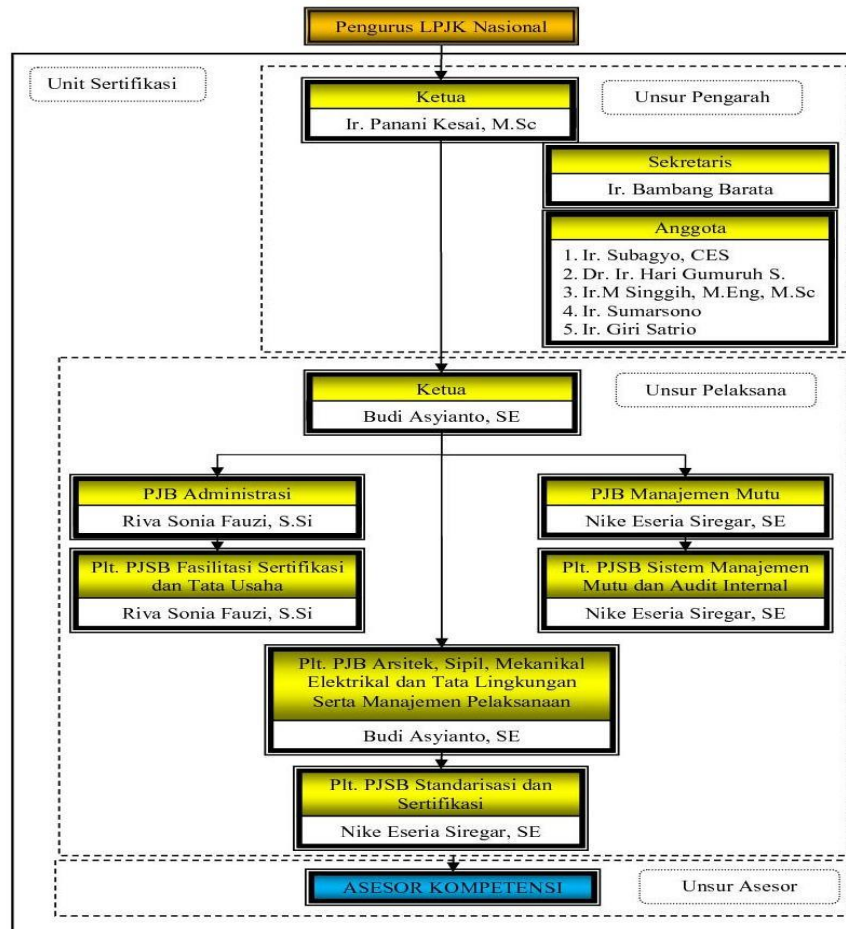 Pengurus LPJK Nasional
Unit Sertifikasi
Ketua
Ir. Panani Kesai, M.Sc
Unsur Pengarah
Sekretaris
Ir. Bambang Barata
Anggota
1. Ir. Subagyo, CES
2. Dr. Ir. Hari Gumuruh S.
3. Ir.M Singgih, M.Eng, M.Sc
4. Ir. Sumarsono
5. Ir. Giri Satrio
Ketua
Budi Asyianto, SE
Unsur Pelaksana
PJB Administrasi
Riva Sonia Fauzi, S.Si
PJB Manajemen Mutu
Nike Eseria Siregar, SE
Plt. PJSB Fasilitasi Sertifikasi
dan Tata Usaha
Riva Sonia Fauzi, S.Si
Plt. PJSB Sistem Manajemen
Mutu dan Audit Internal
Nike Eseria Siregar, SE
Plt. PJB Arsitek, Sipil, Mekanikal
Elektrikal dan Tata Lingkungan
Serta Manajemen Pelaksanaan
Budi Asyianto, SE
Plt. PJSB Standarisasi dan
Sertifikasi
Nike Eseria Siregar, SE
ASESOR KOMPETENSI
Unsur Asesor